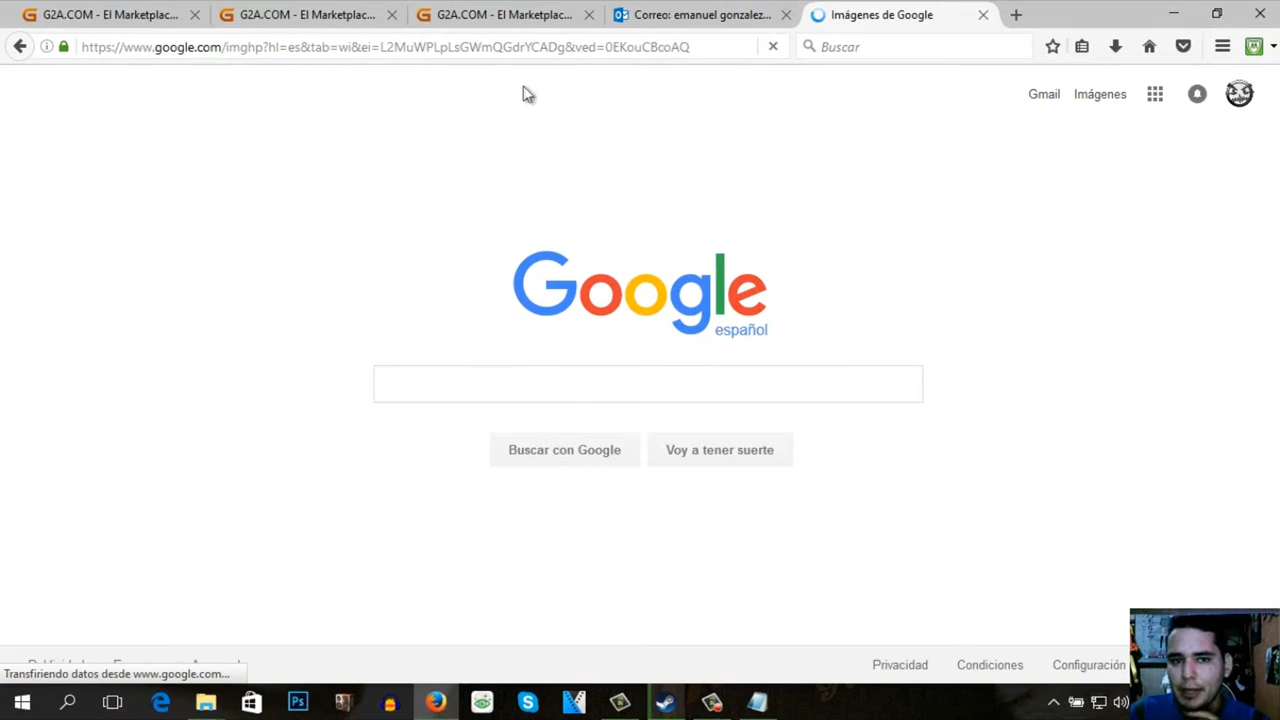 G2A.COM - El Marketplac...
G2A.COM - El Marketplac...
G2A.COM - El Marketplac...
Correo: emanuel gonzalez...
Imágenes de Google
https://www.google.com/imghp?hl=es&tab=wi&ei=L2MuWPLpLsGWmQGdrYCADg&ved=0EKouCBcoAQ
Buscar
Gmail
Imágenes
Google
español
Buscar con Google
Voy a tener suerte
Privacidad
Condiciones
Configuración
Transfiriendo datos desde www.google.com...